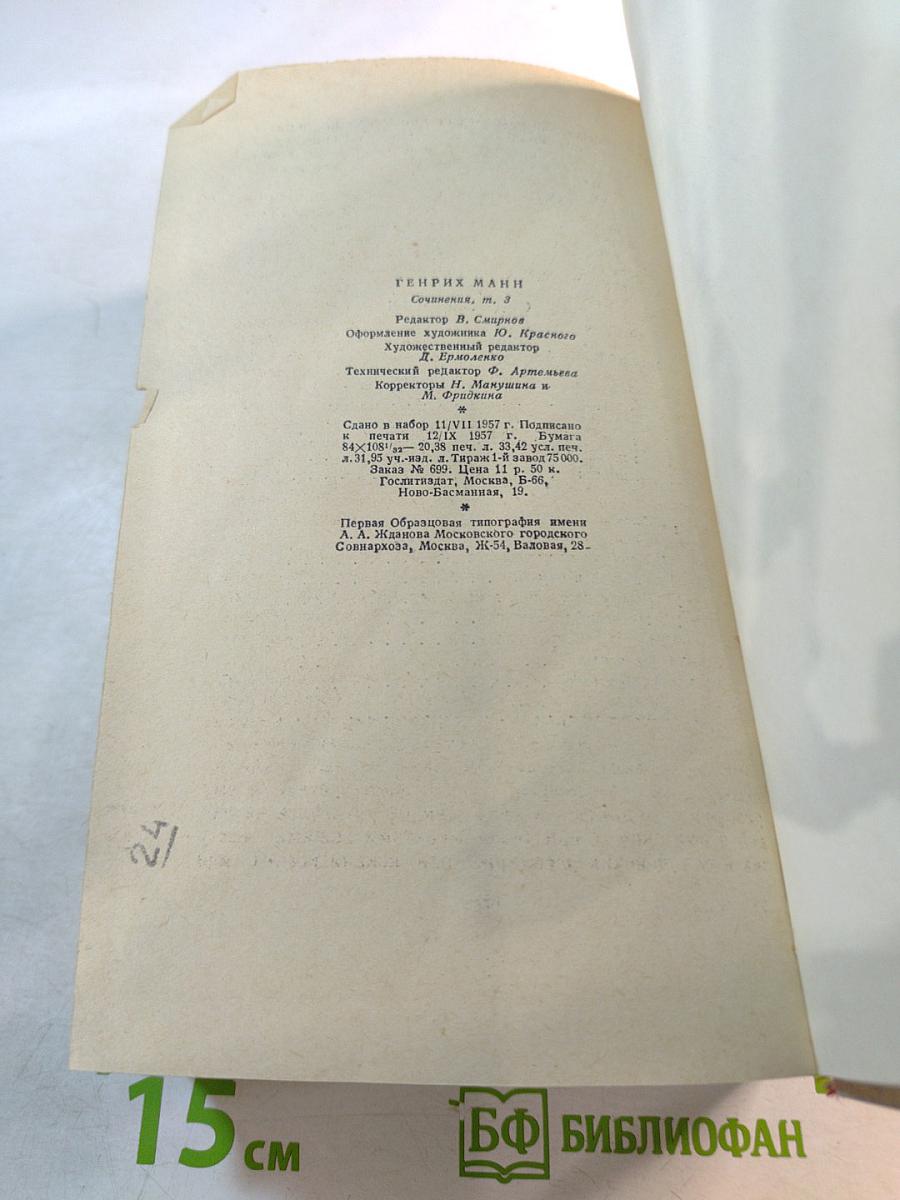 ГЕНРИХ МАНН
Сочинения, т. 3
Редактор В. Смирнов
Оформление художника Ю. Красного
Художественный редактор
Д. Ермоленко
Технический редактор Ф. Артемьева
Корректоры Н. Манушина и
М. Фридкина
*
Сдано в набор 11/VII 1957 г. Подписано
к печати 12/IX 1957 г. Бумага
84×108¹/₃₂— 20,38 печ. л. 33,42 усл. печ.
л. 31,95 уч.-изд. л. Тираж 1-й завод 75 000.
Заказ № 699. Цена 11 р. 50 к.
Гослитиздат, Москва, Б-66,
Ново-Басманная, 19.
*
Первая Образцовая типография имени
А. А. Жданова Московского городского
Совнархоза, Москва, Ж-54, Валовая, 28
24
15 см
БФ БИБЛИОФАН